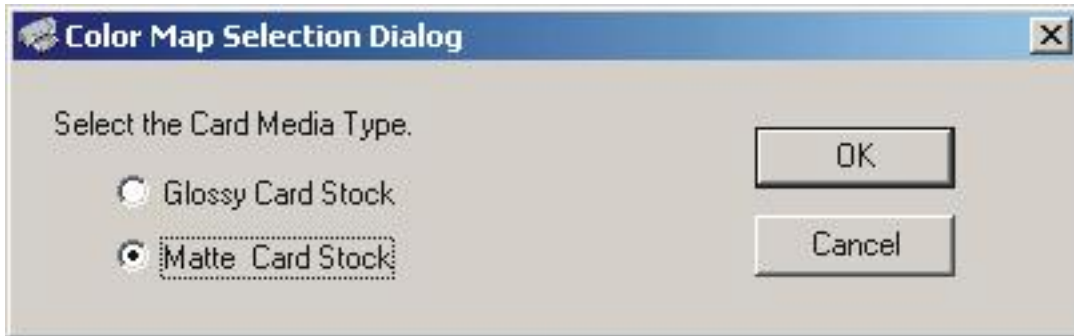 Color Map Selection Dialog
Select the Card Media Type.
Glossy Card Stock
Matte Card Stock
OK
Cancel